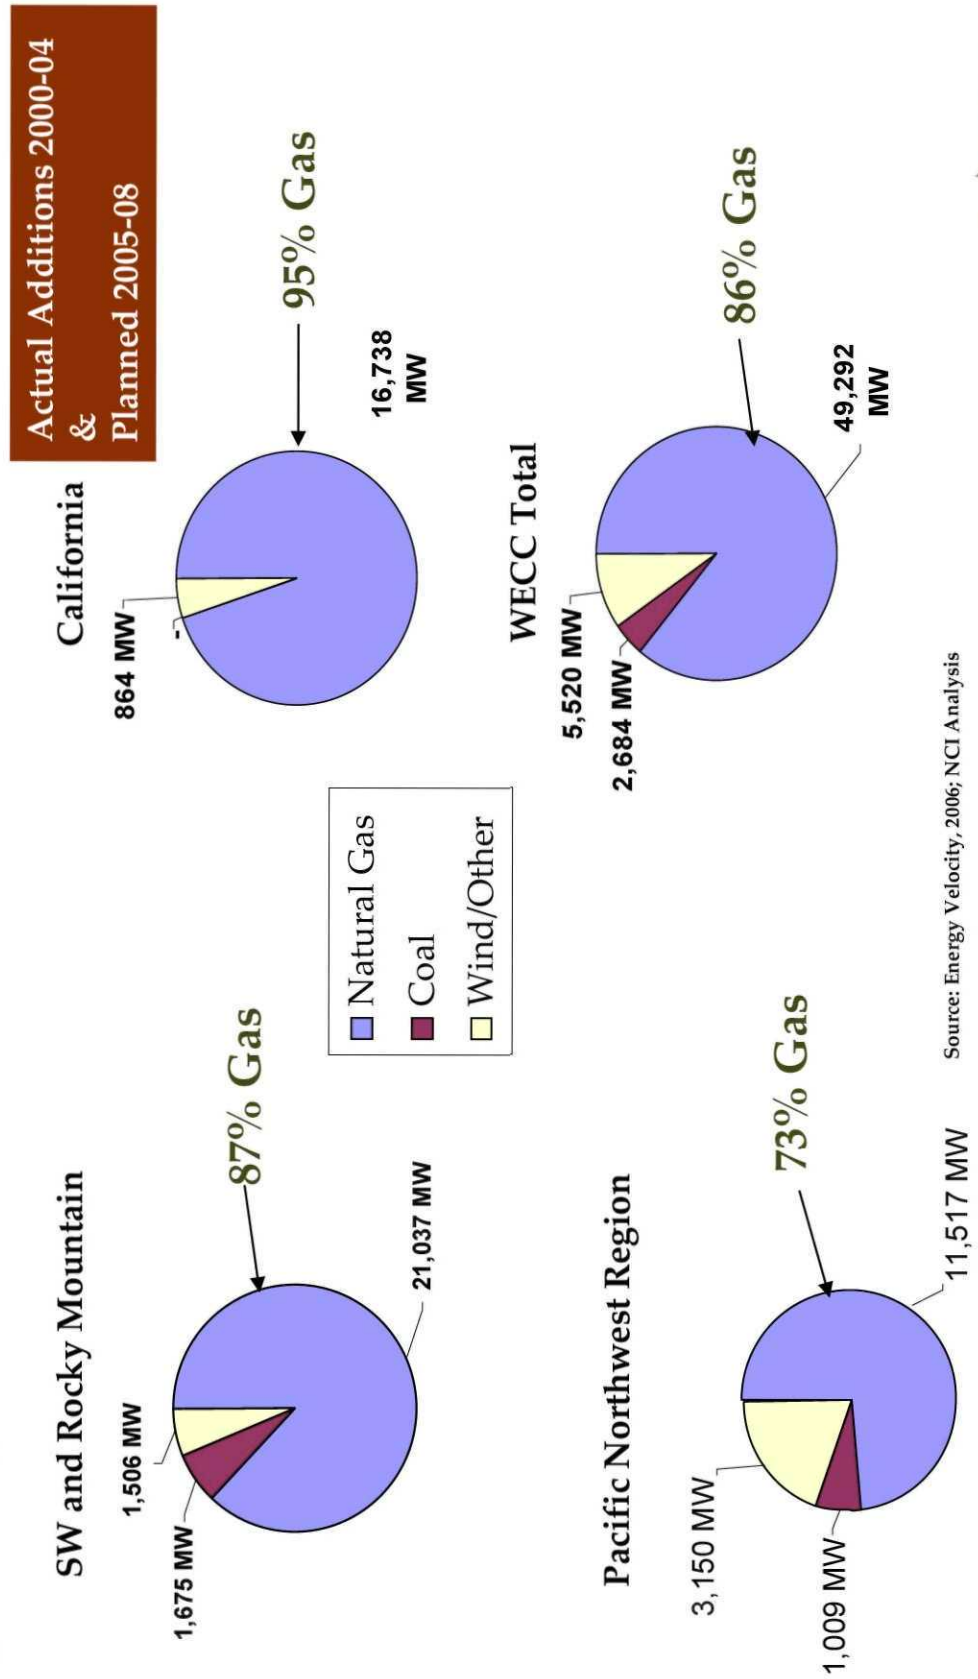 Actual Additions 2000-04
&
Planned 2005-08
SW and Rocky Mountain
1,506 MW
1,675 MW
87% Gas
21,037 MW
California
864 MW
-
95% Gas
16,738
MW
Natural Gas
Coal
Wind/Other
Pacific Northwest Region
3,150 MW
1,009 MW
73% Gas
11,517 MW
WECC Total
5,520 MW
2,684 MW
86% Gas
49,292
MW
Source: Energy Velocity, 2006; NCI Analysis